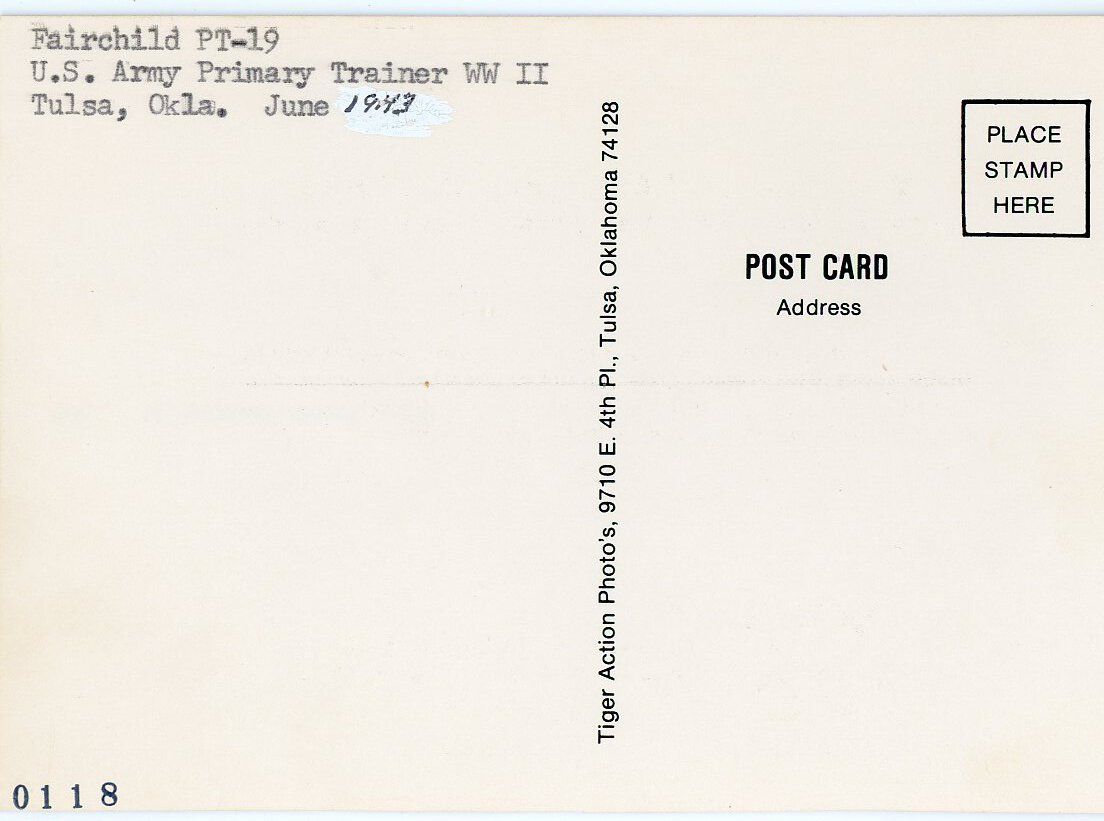 Fairchild PT-19
U.S. Army Primary Trainer WW II
Tulsa, Okla. June 1943
Tiger Action Photo's, 9710 E. 4th Pl., Tulsa, Oklahoma 74128
PLACE
STAMP
HERE
POST CARD
Address
0118